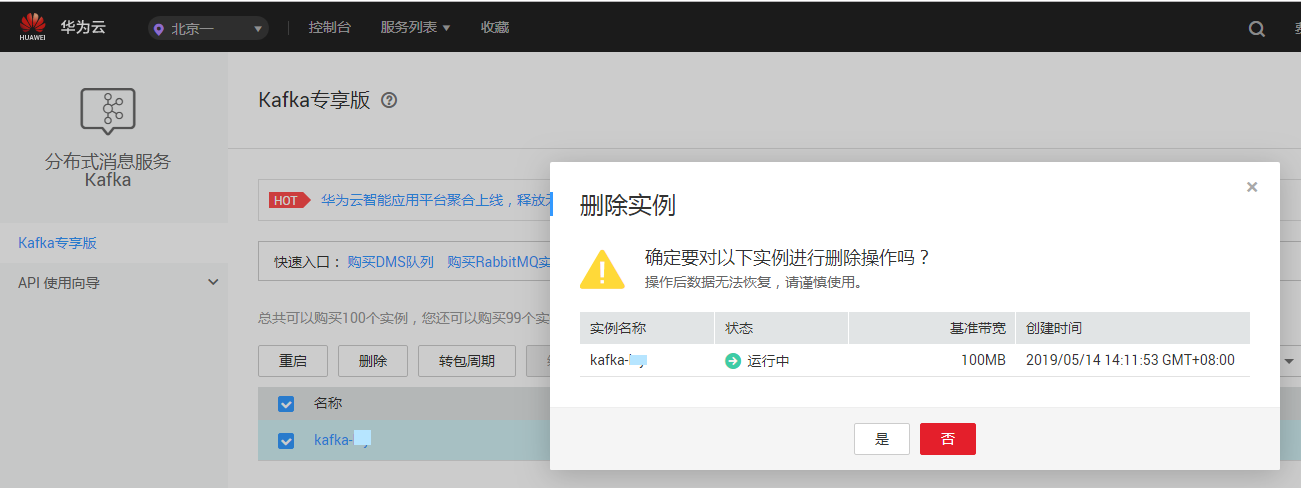 HUAWEI
华为云
北京一
控制台
服务列表
收藏
分布式消息服务
Kafka
Kafka专享版
API 使用向导
Kafka专享版 ?
HOT 华为云智能应用平台聚合上线，释放
快速入口： 购买DMS队列 购买RabbitMQ实
总共可以购买100个实例，您还可以购买99个实
重启 删除 转包周期
名称
kafka-
删除实例
×
确定要对以下实例进行删除操作吗？
操作后数据无法恢复，请谨慎使用。
实例名称 状态 基准带宽 创建时间
kafka- 运行中 100MB 2019/05/14 14:11:53 GMT+08:00
是 否